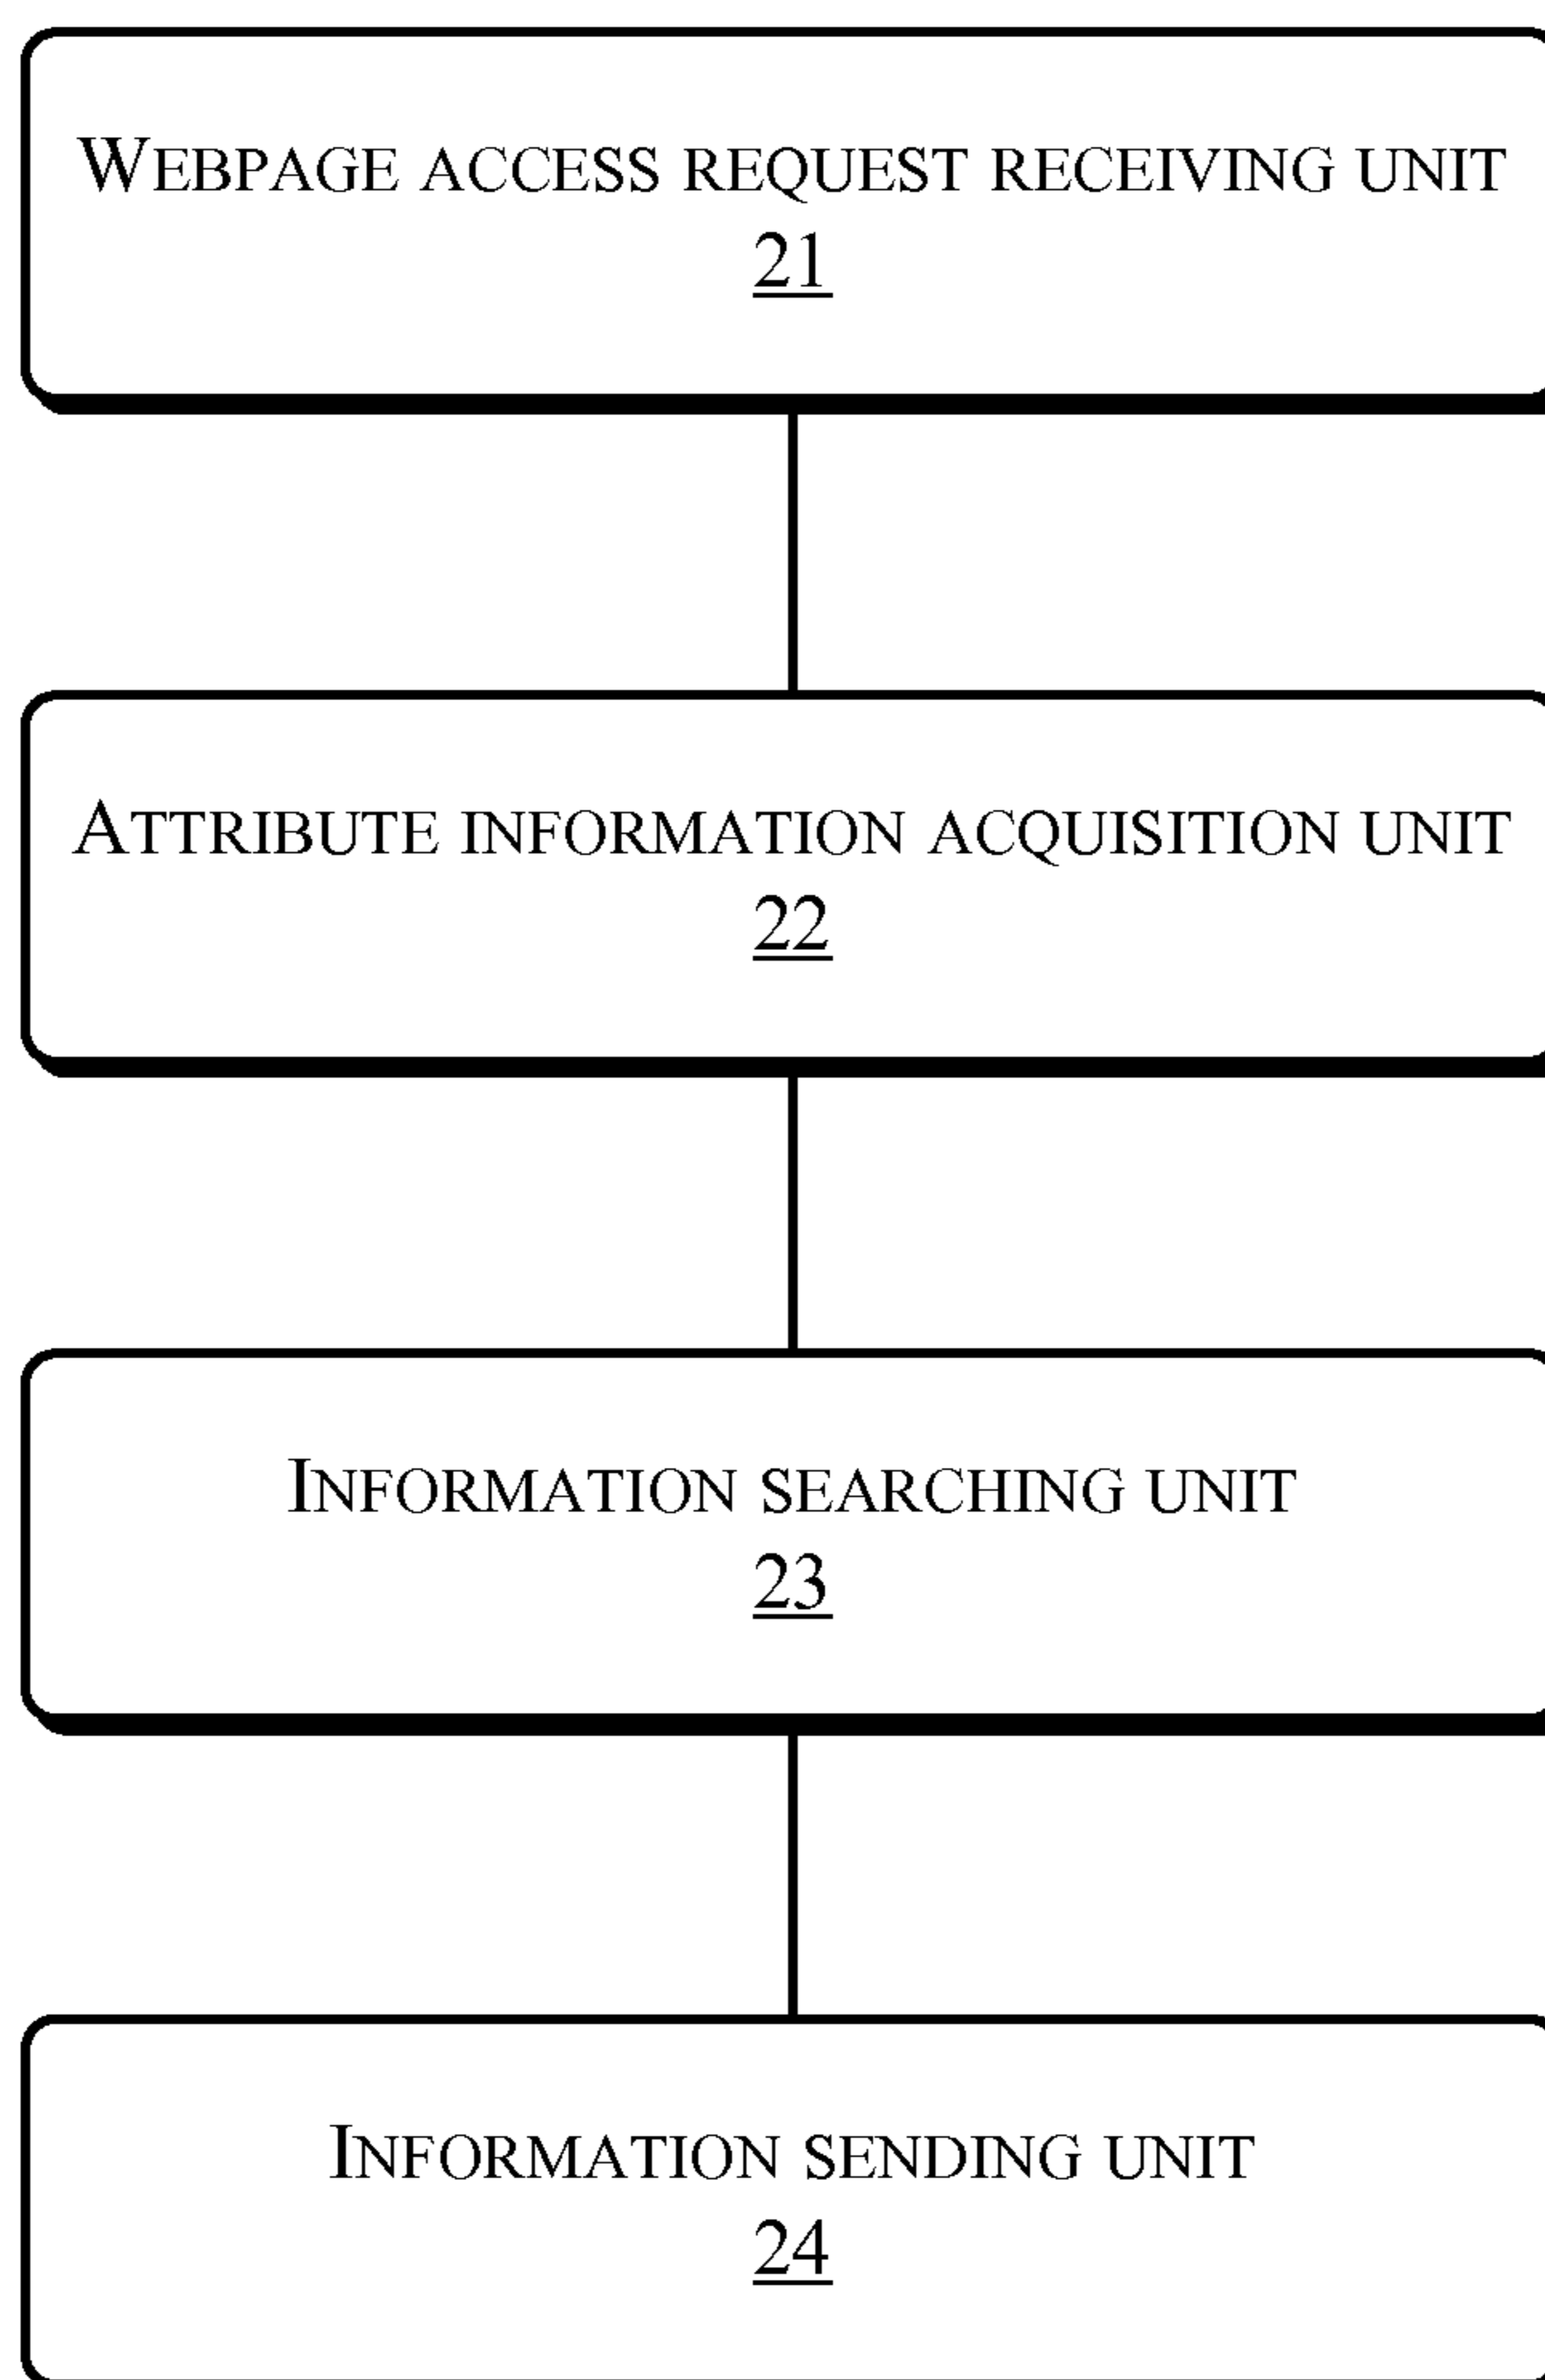 WEBPAGE ACCESS REQUEST RECEIVING UNIT
21
ATTRIBUTE INFORMATION ACQUISITION UNIT
22
INFORMATION SEARCHING UNIT
23
INFORMATION SENDING UNIT
24